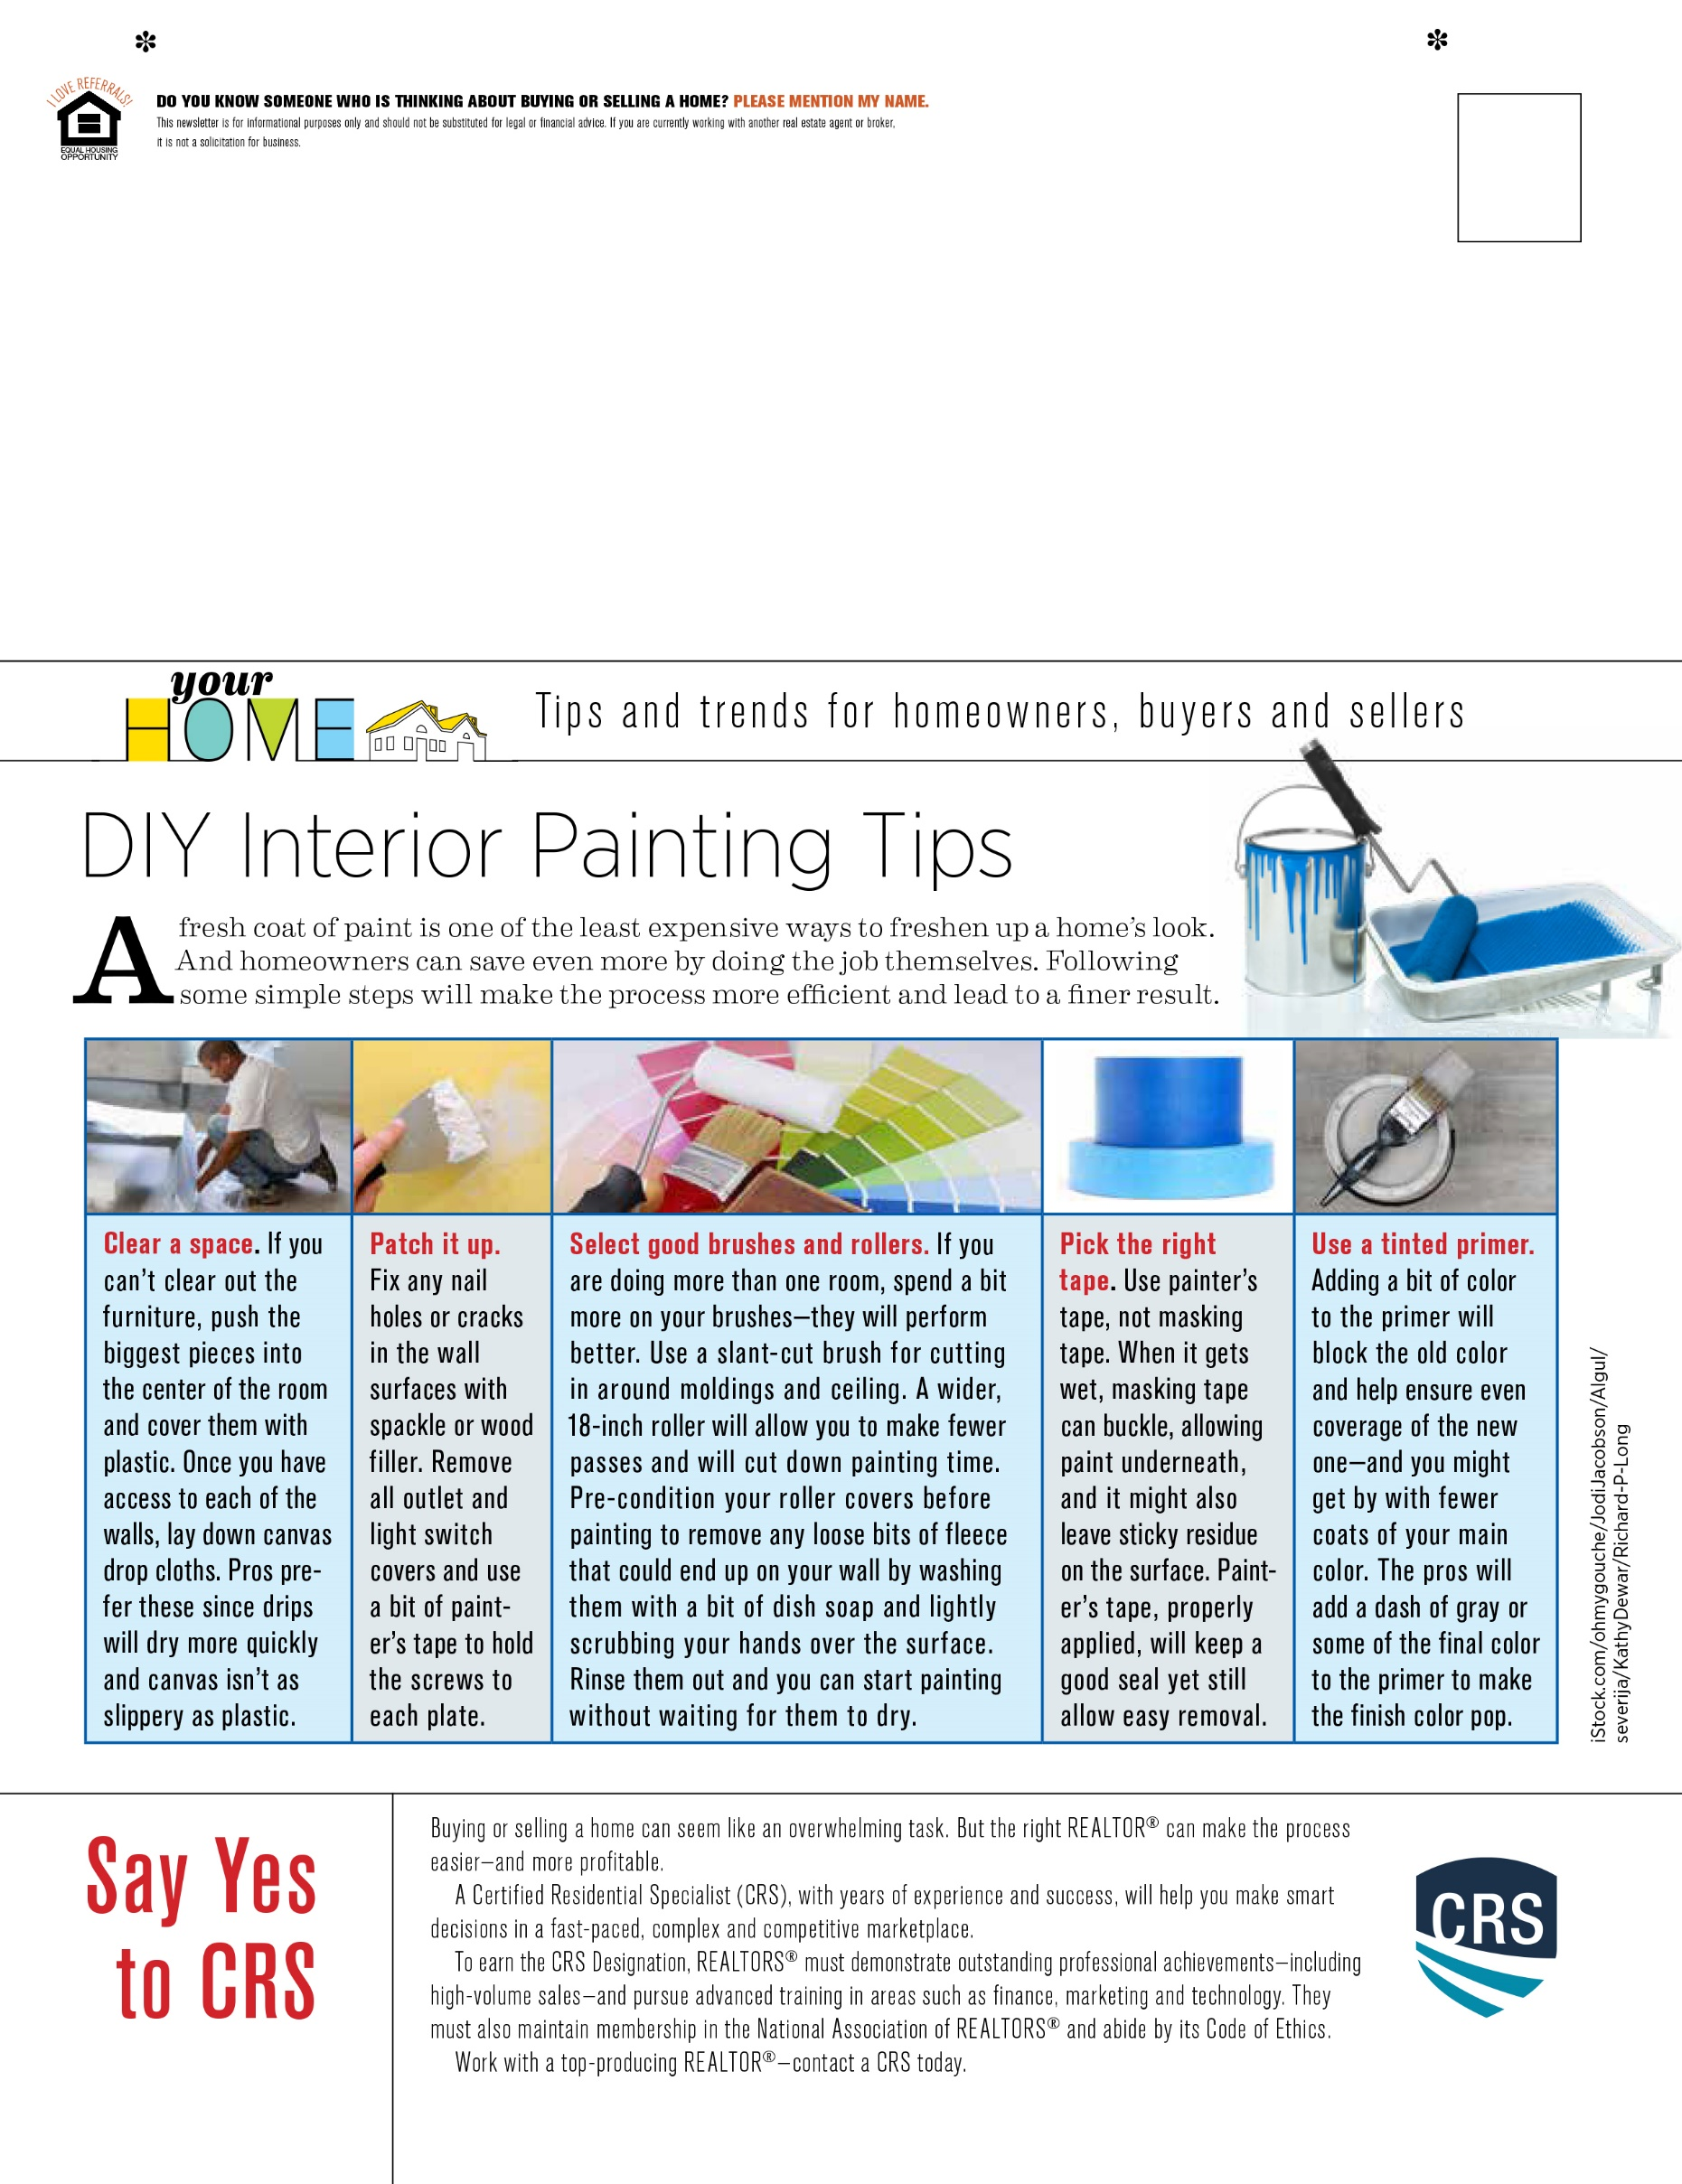 *
*
I LOVE REFERRALS!
EQUAL HOUSING
OPPORTUNITY
DO YOU KNOW SOMEONE WHO IS THINKING ABOUT BUYING OR SELLING A HOME? PLEASE MENTION MY NAME.
This newsletter is for informational purposes only and should not be substituted for legal or financial advice. If you are currently working with another real estate agent or broker,
it is not a solicitation for business.
your
HOME
Tips and trends for homeowners, buyers and sellers
DIY Interior Painting Tips
A fresh coat of paint is one of the least expensive ways to freshen up a home’s look.
And homeowners can save even more by doing the job themselves. Following
some simple steps will make the process more efficient and lead to a finer result.
Clear a space. If you
can’t clear out the
furniture, push the
biggest pieces into
the center of the room
and cover them with
plastic. Once you have
access to each of the
walls, lay down canvas
drop cloths. Pros pre-
fer these since drips
will dry more quickly
and canvas isn’t as
slippery as plastic.
Patch it up.
Fix any nail
holes or cracks
in the wall
surfaces with
spackle or wood
filler. Remove
all outlet and
light switch
covers and use
a bit of paint-
er’s tape to hold
the screws to
each plate.
Select good brushes and rollers. If you
are doing more than one room, spend a bit
more on your brushes—they will perform
better. Use a slant-cut brush for cutting
in around moldings and ceiling. A wider,
18-inch roller will allow you to make fewer
passes and will cut down painting time.
Pre-condition your roller covers before
painting to remove any loose bits of fleece
that could end up on your wall by washing
them with a bit of dish soap and lightly
scrubbing your hands over the surface.
Rinse them out and you can start painting
without waiting for them to dry.
Pick the right
tape. Use painter’s
tape, not masking
tape. When it gets
wet, masking tape
can buckle, allowing
paint underneath,
and it might also
leave sticky residue
on the surface. Paint-
er’s tape, properly
applied, will keep a
good seal yet still
allow easy removal.
Use a tinted primer.
Adding a bit of color
to the primer will
block the old color
and help ensure even
coverage of the new
one—and you might
get by with fewer
coats of your main
color. The pros will
add a dash of gray or
some of the final color
to the primer to make
the finish color pop.
iStock.com/ohmygouche/JodiJacobson/Algul/
severija/KathyDewar/Richard-P-Long
Say Yes
to CRS
Buying or selling a home can seem like an overwhelming task. But the right REALTOR® can make the process
easier—and more profitable.
A Certified Residential Specialist (CRS), with years of experience and success, will help you make smart
decisions in a fast-paced, complex and competitive marketplace.
To earn the CRS Designation, REALTORS® must demonstrate outstanding professional achievements—including
high-volume sales—and pursue advanced training in areas such as finance, marketing and technology. They
must also maintain membership in the National Association of REALTORS® and abide by its Code of Ethics.
Work with a top-producing REALTOR®—contact a CRS today.
CRS